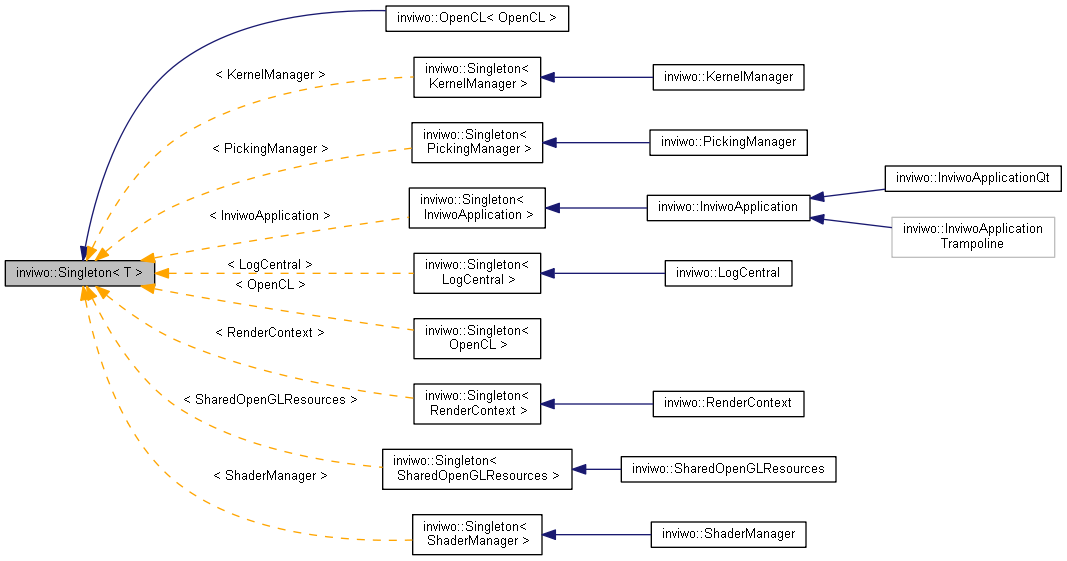 inviwo::OpenCL< OpenCL >
< KernelManager >
inviwo::Singleton<
KernelManager >
inviwo::KernelManager
< PickingManager >
inviwo::Singleton<
PickingManager >
inviwo::PickingManager
< InviwoApplication >
inviwo::Singleton<
InviwoApplication >
inviwo::InviwoApplication
inviwo::InviwoApplicationQt
inviwo::InviwoApplication
Trampoline
inviwo::Singleton< T >
< LogCentral >
inviwo::Singleton<
LogCentral >
inviwo::LogCentral
< OpenCL >
inviwo::Singleton<
OpenCL >
< RenderContext >
inviwo::Singleton<
RenderContext >
inviwo::RenderContext
< SharedOpenGLResources >
inviwo::Singleton<
SharedOpenGLResources >
inviwo::SharedOpenGLResources
< ShaderManager >
inviwo::Singleton<
ShaderManager >
inviwo::ShaderManager